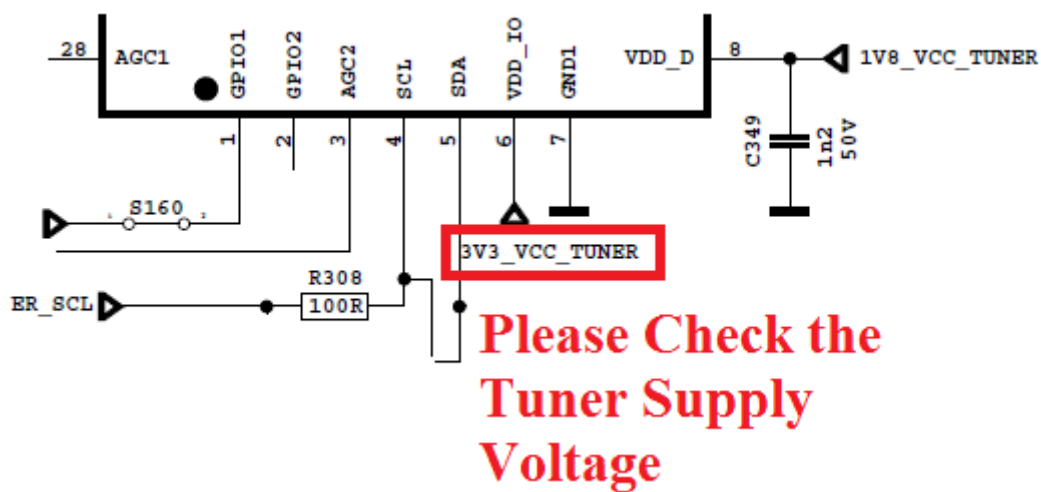 28
AGC1
GPIO1
GPIO2
AGC2
SCL
SDA
VDD_IO
GND1
VDD_D
8
1V8_VCC_TUNER
1
2
3
4
5
6
7
C349
1n2
50V
S160
3V3_VCC_TUNER
R308
ER_SCL
100R
Please Check the
Tuner Supply
Voltage